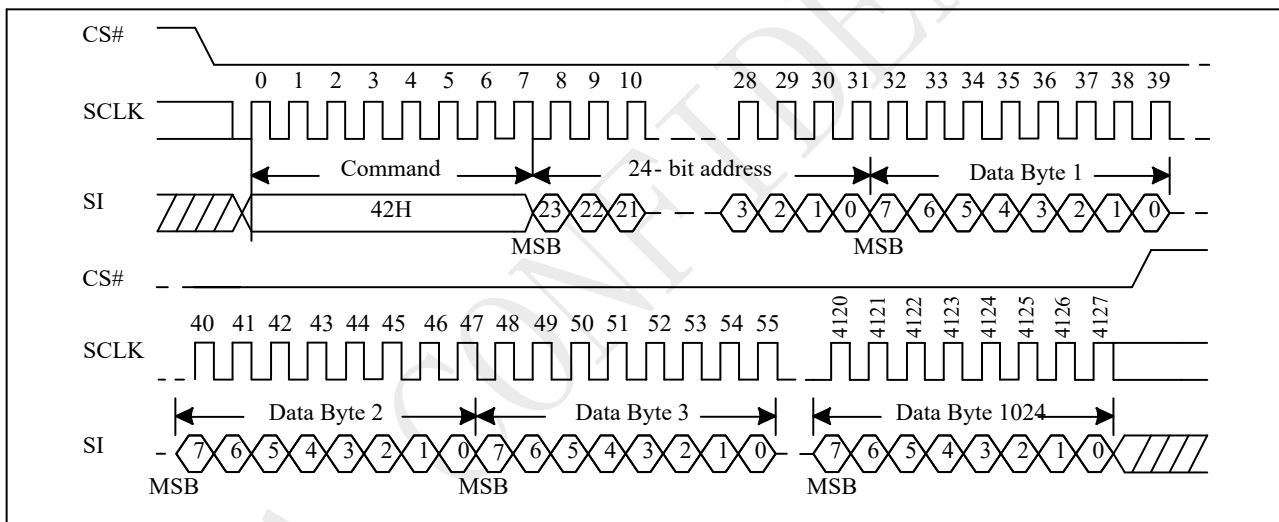 CS#
0 1 2 3 4 5 6 7 8 9 10 28 29 30 31 32 33 34 35 36 37 38 39
SCLK
Command 24- bit address Data Byte 1
SI 42H 23 22 21 3 2 1 0 7 6 5 4 3 2 1 0
MSB MSB
CS#
40 41 42 43 44 45 46 47 48 49 50 51 52 53 54 55 4120 4121 4122 4123 4124 4125 4126 4127
SCLK
Data Byte 2 Data Byte 3 Data Byte 1024
SI 7 6 5 4 3 2 1 0 7 6 5 4 3 2 1 0 7 6 5 4 3 2 1 0
MSB MSB MSB